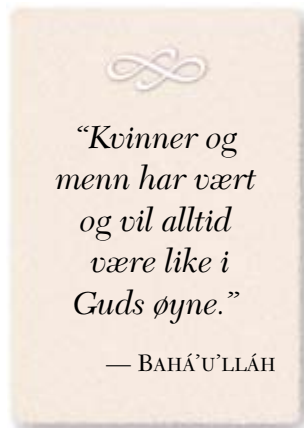 “Kvinner og
menn har vært
og vil alltid
være like i
Guds øyne.”
— BAHÁ’U’LLÁH